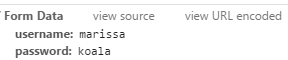 Form Data view source view URL encoded
username: marissa
password: koala